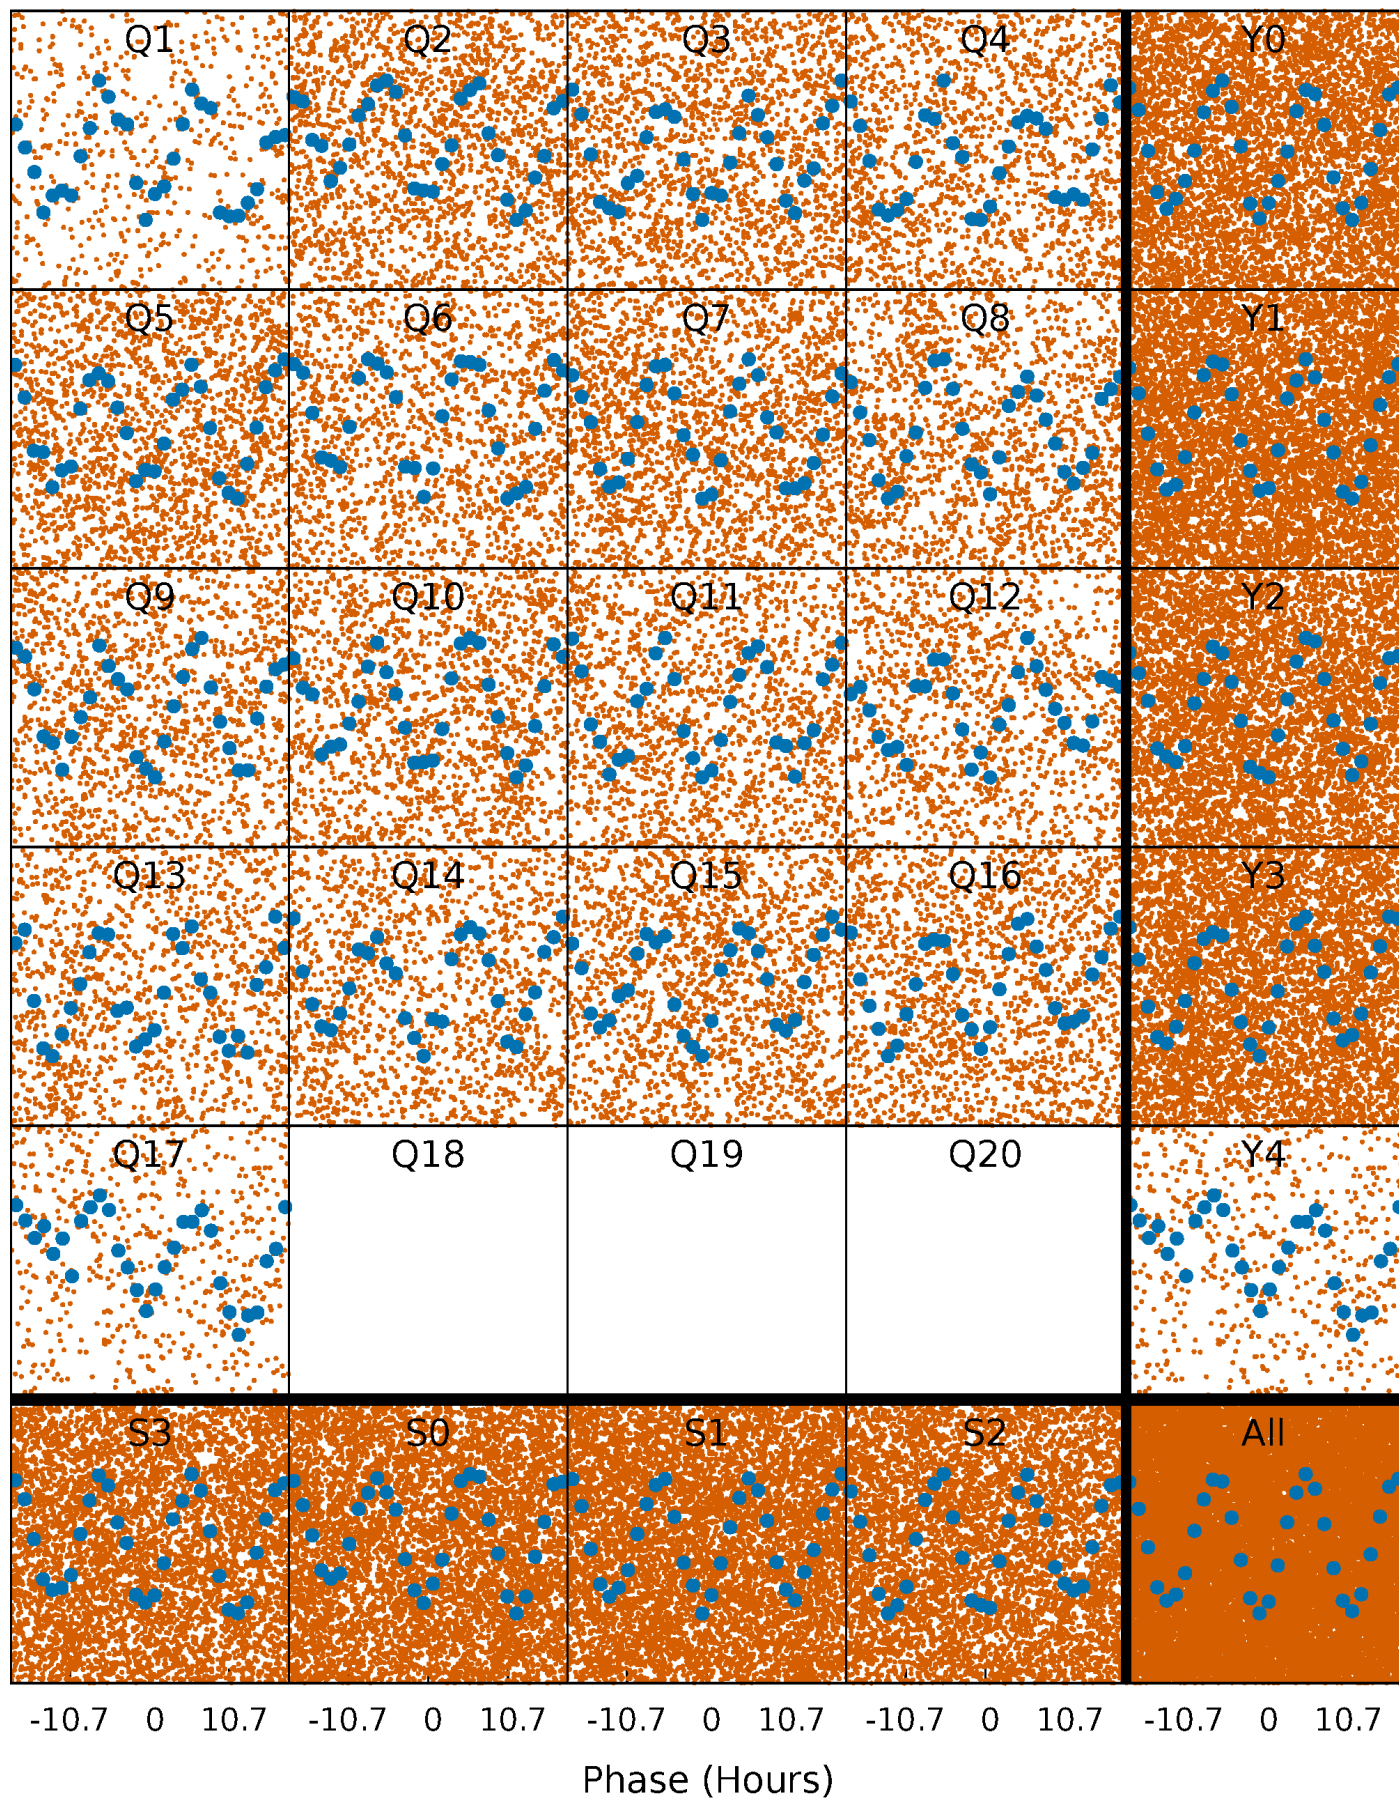 Q1 Q2 Q3 Q4 Y0
Q5 Q6 Q7 Q8 Y1
Q9 Q10 Q11 Q12 Y2
Q13 Q14 Q15 Q16 Y3
Q17 Q18 Q19 Q20 Y4
S3 S0 S1 S2 All
-10.7 0 10.7 -10.7 0 10.7 -10.7 0 10.7 -10.7 0 10.7 -10.7 0 10.7
Phase (Hours)